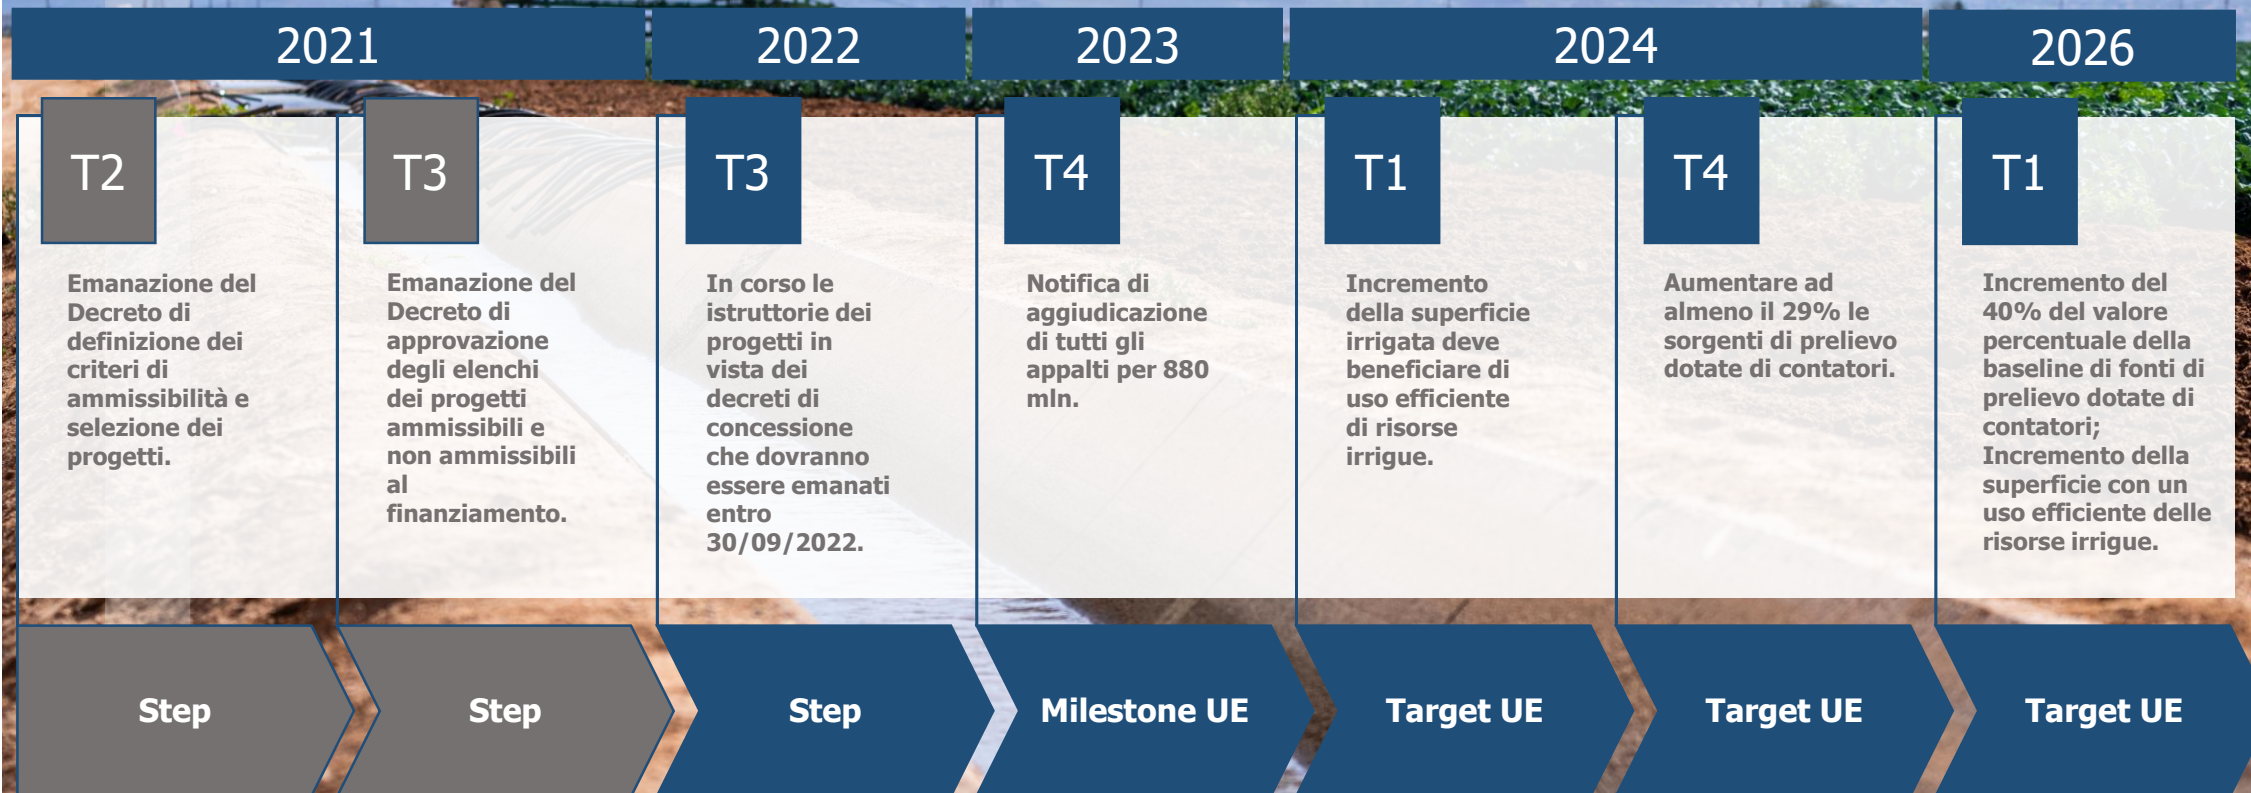 2021
2022
2023
2024
2026
T2
Emanazione del
Decreto di
definizione dei
criteri di
ammissibilità e
selezione dei
progetti.
T3
Emanazione del
Decreto di
approvazione
degli elenchi
dei progetti
ammissibili e
non ammissibili
al
finanziamento.
T3
In corso le
istruttorie dei
progetti in
vista dei
decreti di
concessione
che dovranno
essere emanati
entro
30/09/2022.
T4
Notifica di
aggiudicazione
di tutti gli
appalti per 880
mln.
T1
Incremento
della superficie
irrigata deve
beneficiare di
uso efficiente
di risorse
irrigue.
T4
Aumentare ad
almeno il 29% le
sorgenti di prelievo
dotate di contatori.
T1
Incremento del
40% del valore
percentuale della
baseline di fonti di
prelievo dotate di
contatori;
Incremento della
superficie con un
uso efficiente delle
risorse irrigue.
Step
Step
Step
Milestone UE
Target UE
Target UE
Target UE